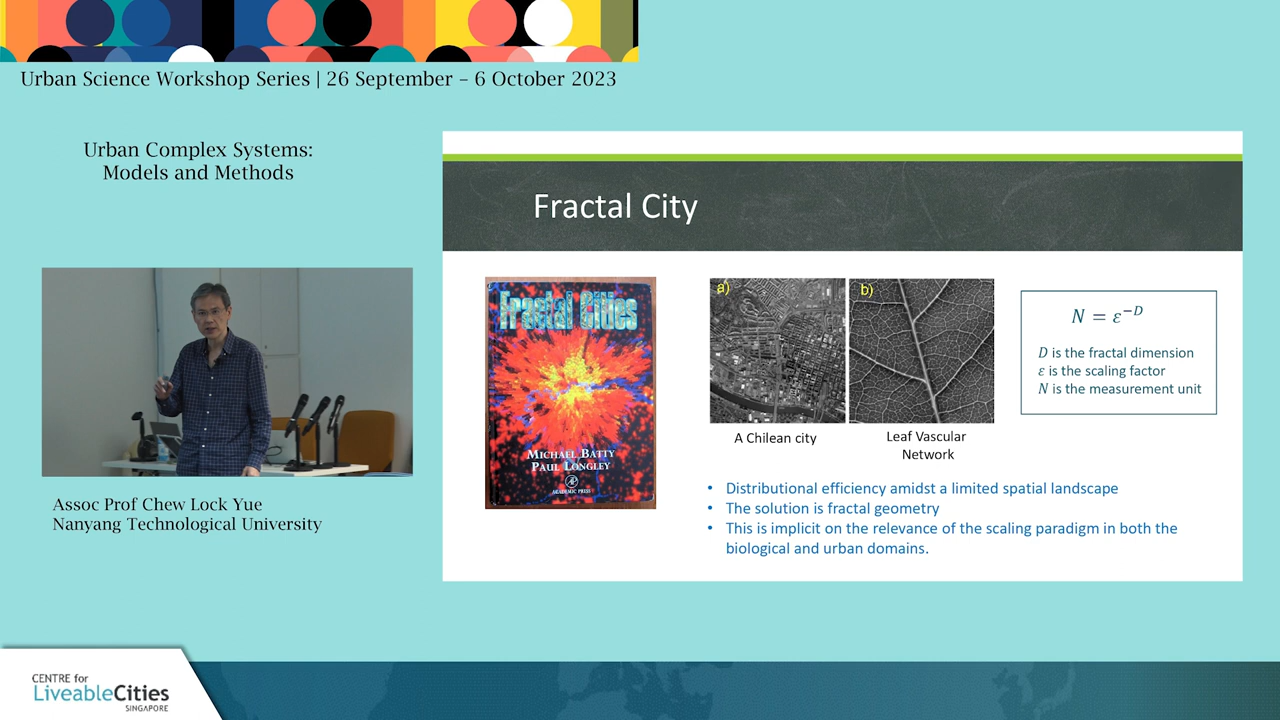 Urban Science Workshop Series | 26 September – 6 October 2023
Urban Complex Systems:
Models and Methods
Assoc Prof Chew Lock Yue
Nanyang Technological University
Fractal City
Fractal Cities
MICHAEL BATTY
PAUL LONGLEY
ACADEMIC PRESS
a)
b)
A Chilean city
Leaf Vascular
Network
N = ε^−D
D is the fractal dimension
ε is the scaling factor
N is the measurement unit
• Distributional efficiency amidst a limited spatial landscape
• The solution is fractal geometry
• This is implicit on the relevance of the scaling paradigm in both the
biological and urban domains.
CENTRE for
LiveableCities
SINGAPORE